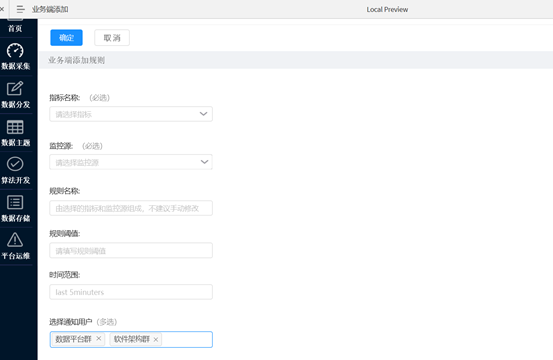 业务端添加
Local Preview
首页
数据采集
数据分发
数据主题
算法开发
数据存储
平台运维
确定
取 消
业务端添加规则
指标名称: （必选）
请选择指标
监控源: （必选）
请选择监控源
规则名称:
由选择的指标和监控源组成，不建议手动修改
规则阈值:
请填写规则阈值
时间范围:
last 5minuters
选择通知用户 （多选）
数据平台群 × 软件架构群 ×